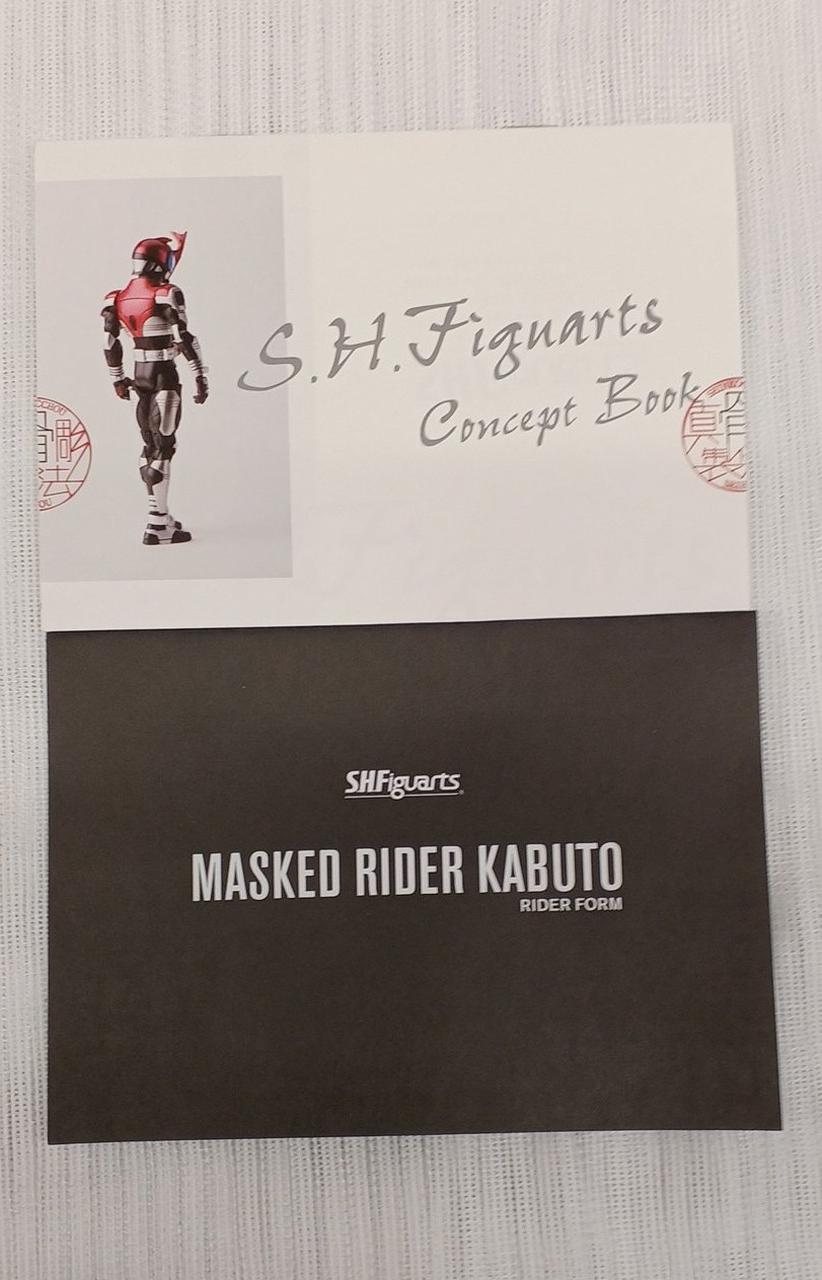 S.H.Figuarts
Concept Book
SHFiguarts
MASKED RIDER KABUTO
RIDER FORM